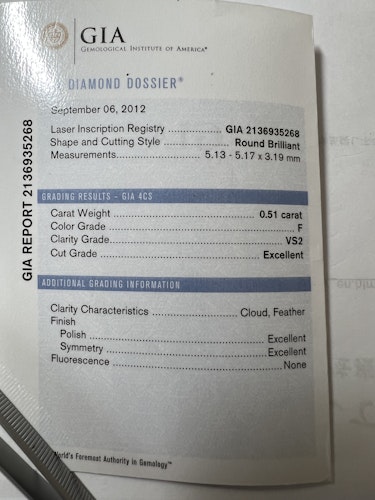 GIA
GEMOLOGICAL INSTITUTE OF AMERICA®
DIAMOND DOSSIER®
September 06, 2012
Laser Inscription Registry .............. GIA 2136935268
Shape and Cutting Style .................. Round Brilliant
Measurements.................. 5.13 - 5.17 x 3.19 mm
GRADING RESULTS - GIA 4CS
Carat Weight .................. 0.51 carat
Color Grade .................. F
Clarity Grade.................. VS2
Cut Grade .................. Excellent
ADDITIONAL GRADING INFORMATION
Clarity Characteristics .................. Cloud, Feather
Finish
Polish .................. Excellent
Symmetry .................. Excellent
Fluorescence .................. None
World's Foremost Authority in Gemology™
GIA REPORT 2136935268